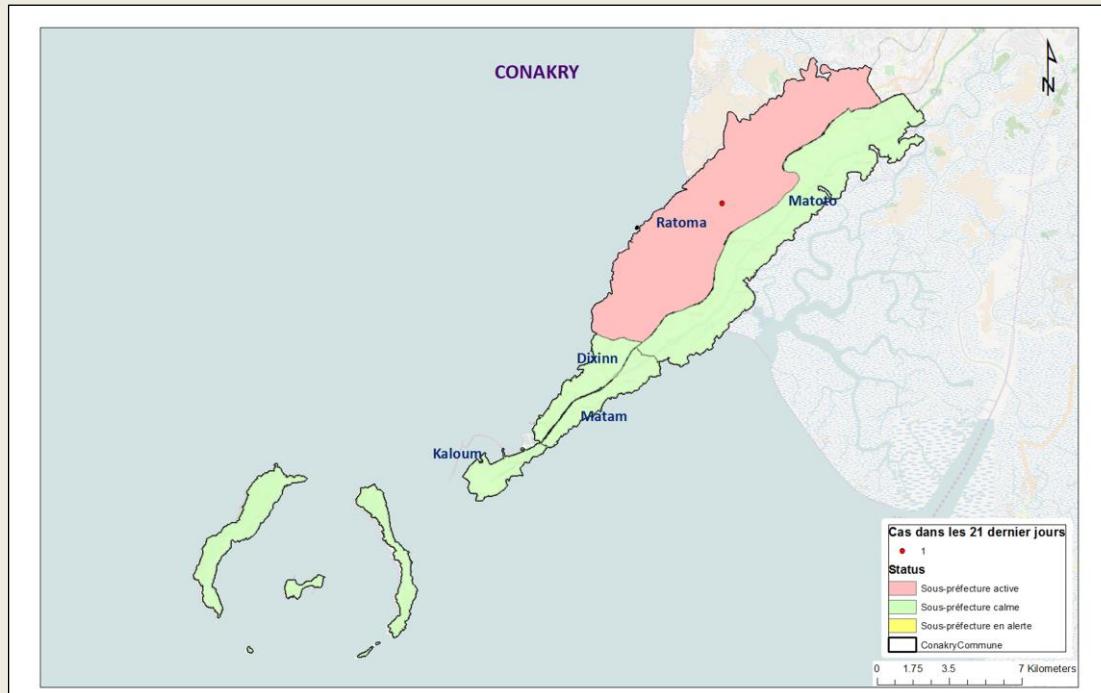 CONAKRY
N
Matoto
Ratoma
Dixinn
Matam
Kaloum
Cas dans les 21 dernier jours
1
Status
Sous-préfecture active
Sous-préfecture calme
Sous-préfecture en alerte
ConakryCommune
0 1.75 3.5 7 Kilometers